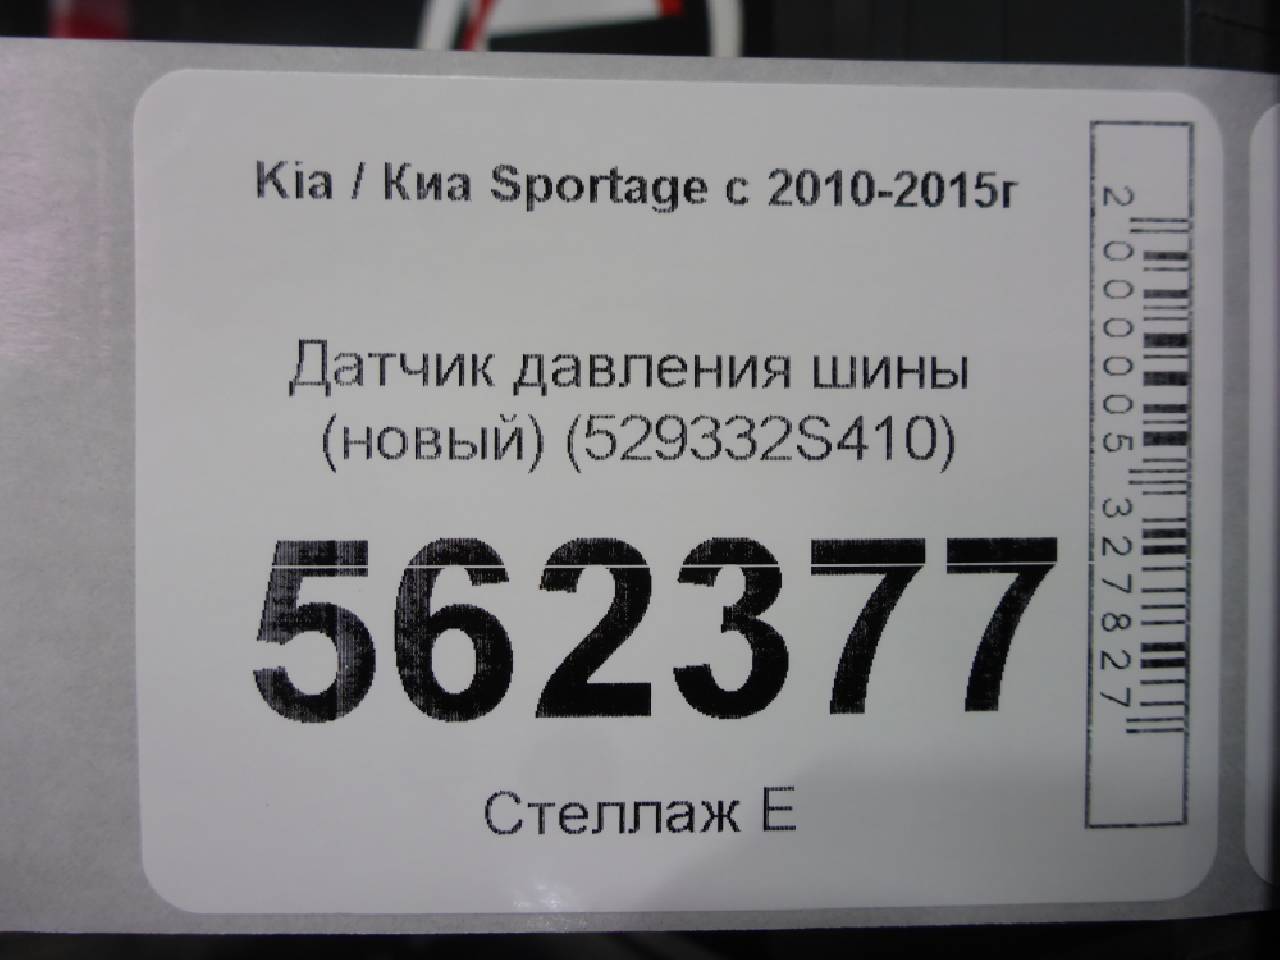 Kia / Киа Sportage с 2010-2015г
Датчик давления шины
(новый) (529332S410)
562377
Стеллаж Е
2000005327827